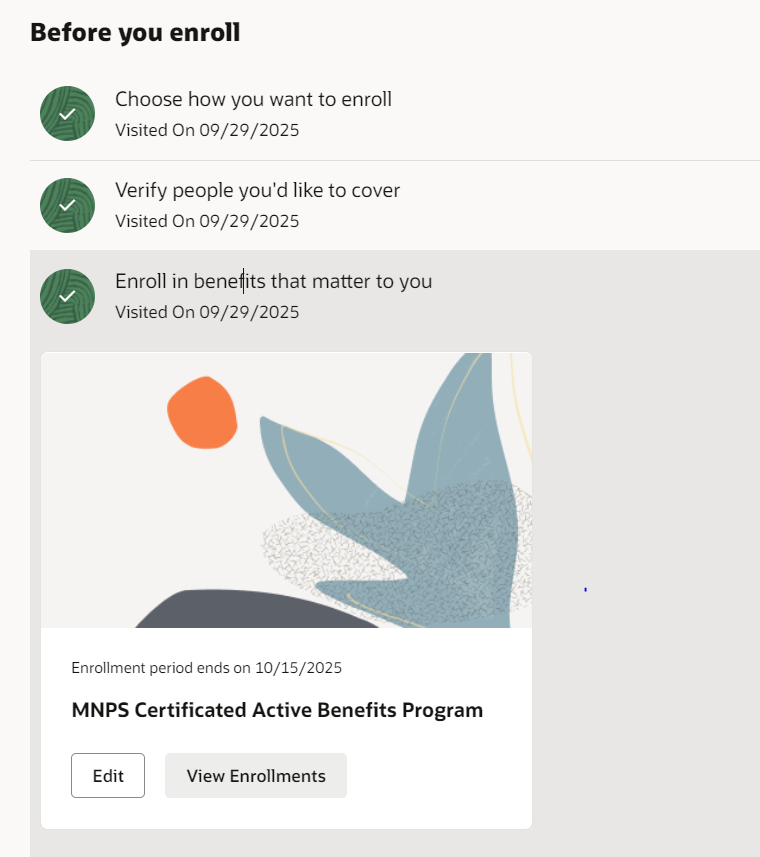 Before you enroll
Choose how you want to enroll
Visited On 09/29/2025
Verify people you'd like to cover
Visited On 09/29/2025
Enroll in benefits that matter to you
Visited On 09/29/2025
Enrollment period ends on 10/15/2025
MNPS Certificated Active Benefits Program
Edit
View Enrollments